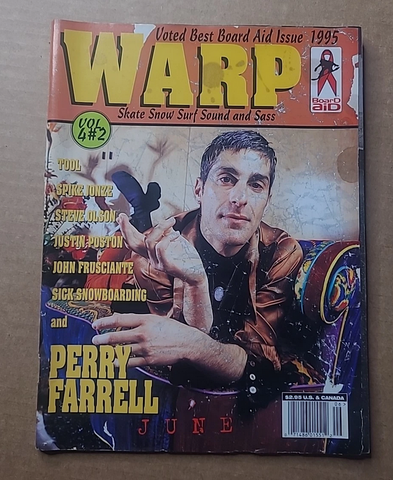 Voted Best Board Aid Issue 1995
WARP
BOARD AID
Skate Snow Surf Sound and Sass
VOL 4#2
TOOL
SPIKE JONZE
STEVE OLSON
JUSTIN POSTON
JOHN FRUSCIANTE
SICK SNOWBOARDING
and
PERRY
FARRELL
JUNE
$2.95 U.S. & CANADA